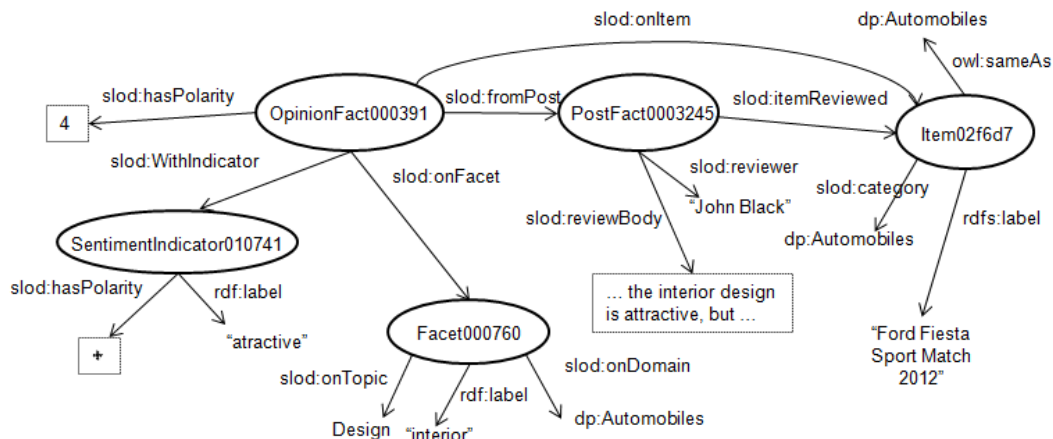 slod:onItem
dp:Automobiles
owl:sameAs
slod:hasPolarity
slod:fromPost
slod:itemReviewed
4
OpinionFact000391
PostFact0003245
Item02f6d7
slod:WithIndicator
slod:onFacet
slod:reviewer
slod:category
"John Black"
slod:reviewBody
rdfs:label
SentimentIndicator010741
dp:Automobiles
slod:hasPolarity
rdf:label
... the interior design
is attractive, but ...
+
"atractive"
Facet000760
"Ford Fiesta
Sport Match
2012"
slod:onTopic
rdf:label
slod:onDomain
Design
"interior"
dp:Automobiles